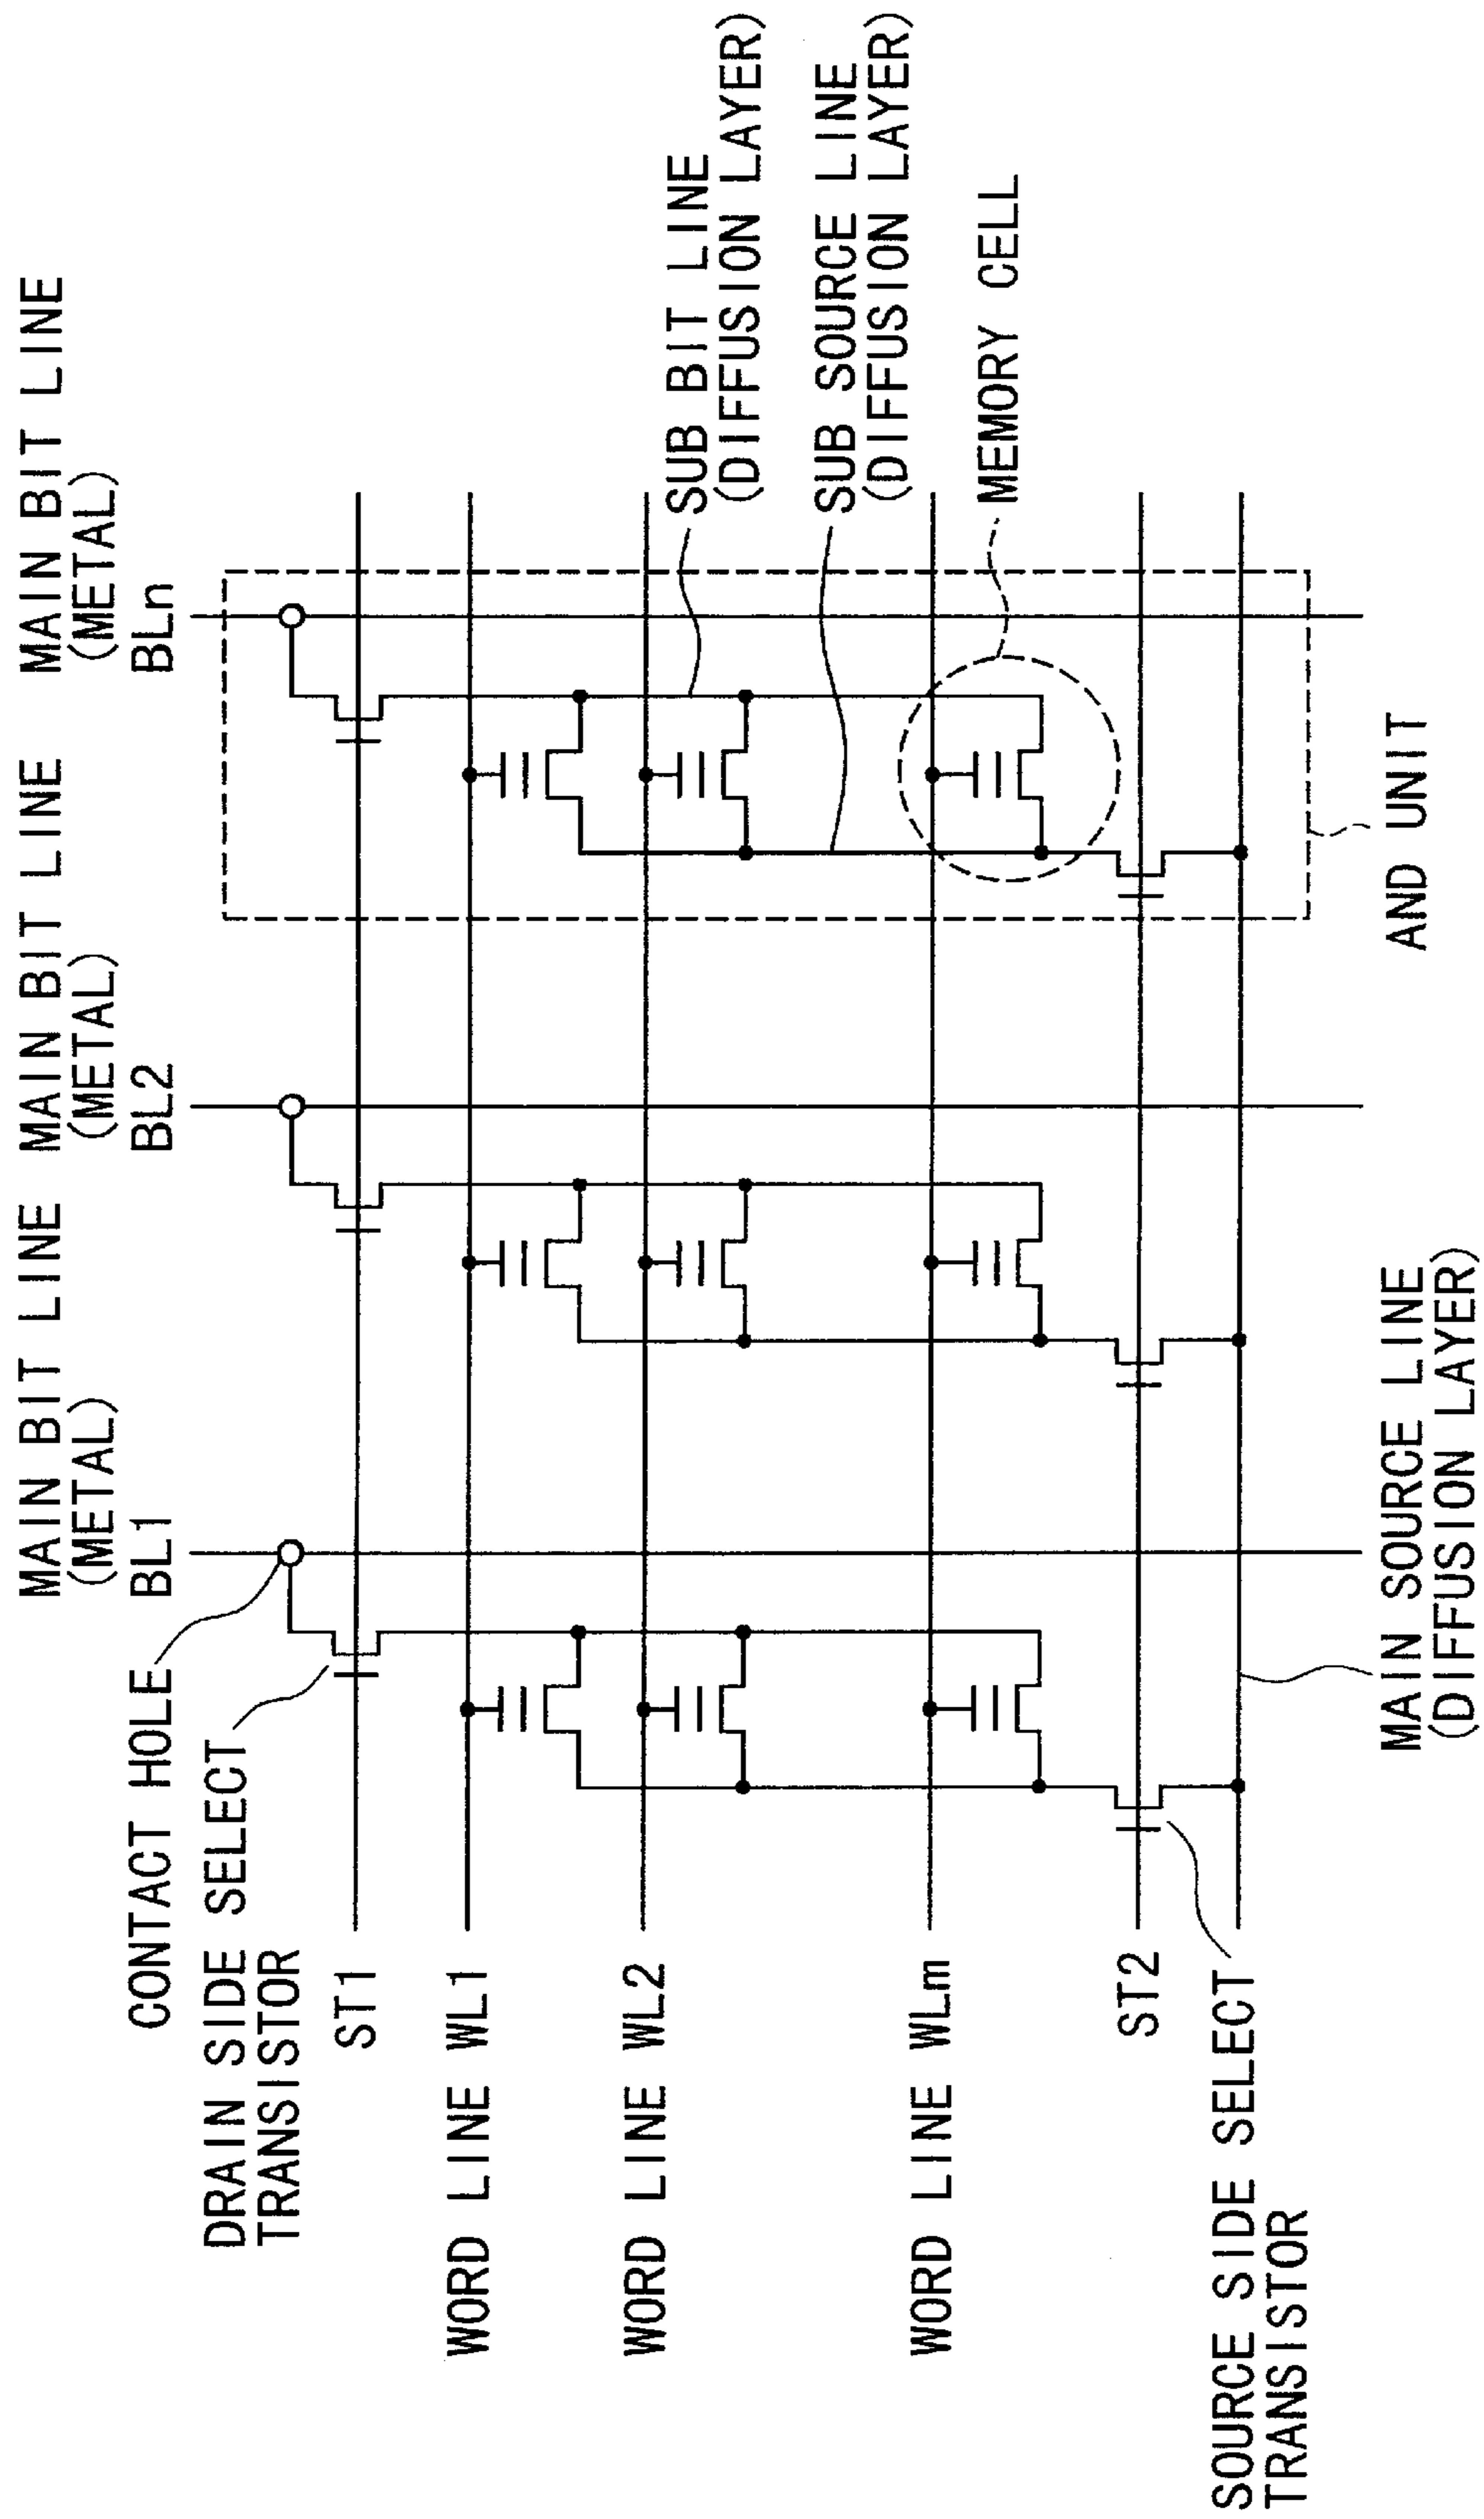 MAIN BIT LINE
(METAL)
BL1
MAIN BIT LINE
(METAL)
BL2
MAIN BIT LINE
(METAL)
BLn
CONTACT HOLE
DRAIN SIDE SELECT
TRANSISTOR
ST1
WORD LINE WL1
WORD LINE WL2
WORD LINE WLm
ST2
SOURCE SIDE SELECT
TRANSISTOR
SUB BIT LINE
(DIFFUSION LAYER)
SUB SOURCE LINE
(DIFFUSION LAYER)
MEMORY CELL
MAIN SOURCE LINE
(DIFFUSION LAYER)
AND UNIT